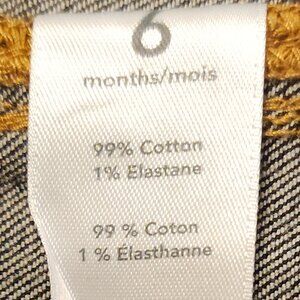 6
months/mois
99% Cotton
1% Elastane
99 % Coton
1 % Élasthanne